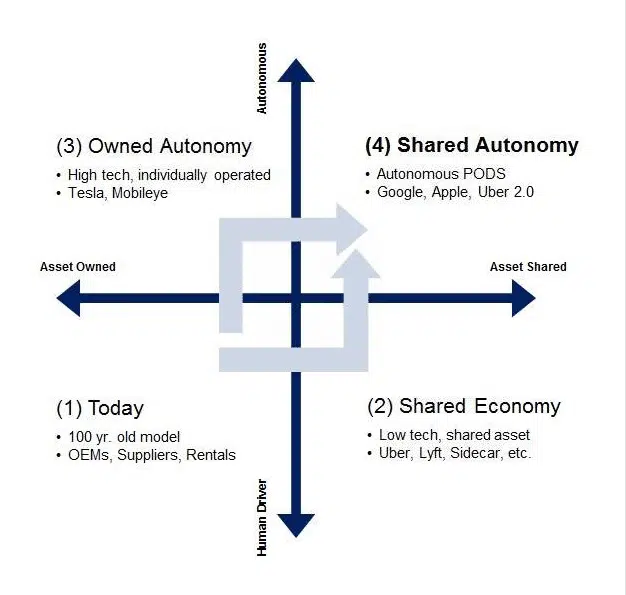 Autonomous
(3) Owned Autonomy
• High tech, individually operated
• Tesla, Mobileye
(4) Shared Autonomy
• Autonomous PODS
• Google, Apple, Uber 2.0
Asset Owned
Asset Shared
(1) Today
• 100 yr. old model
• OEMs, Suppliers, Rentals
(2) Shared Economy
• Low tech, shared asset
• Uber, Lyft, Sidecar, etc.
Human Driver